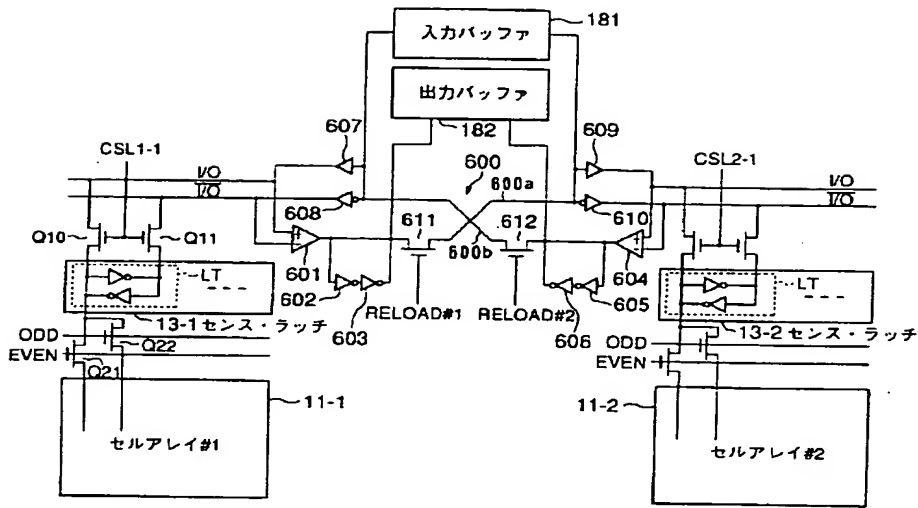 181
入力バッファ
出力バッファ
182
607
609
CSL1-1
CSL2-1
600
600a
I/O
I/O
I/O
I/O
608
610
611
612
600b
Q10
Q11
601
604
LT
LT
602
603
605
606
RELOAD#1
RELOAD#2
13-1 センス・ラッチ
13-2 センス・ラッチ
ODD
ODD
Q22
EVEN
EVEN
Q21
11-1
11-2
セルアレイ#1
セルアレイ#2